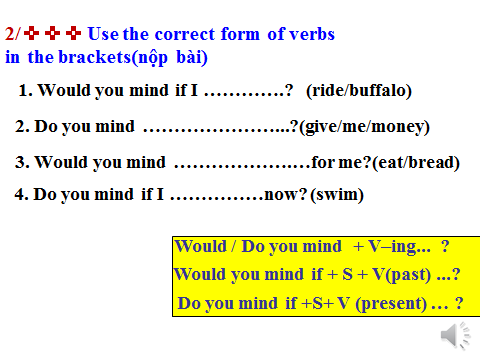 2/✤ ✤ ✤ Use the correct form of verbs
in the brackets(nộp bài)
1. Would you mind if I ………….? (ride/buffalo)
2. Do you mind …………………...?(give/me/money)
3. Would you mind ……………….…for me?(eat/bread)
4. Do you mind if I ……………now? (swim)
Would / Do you mind + V–ing... ?
Would you mind if + S + V(past) ...?
Do you mind if +S+ V (present) … ?